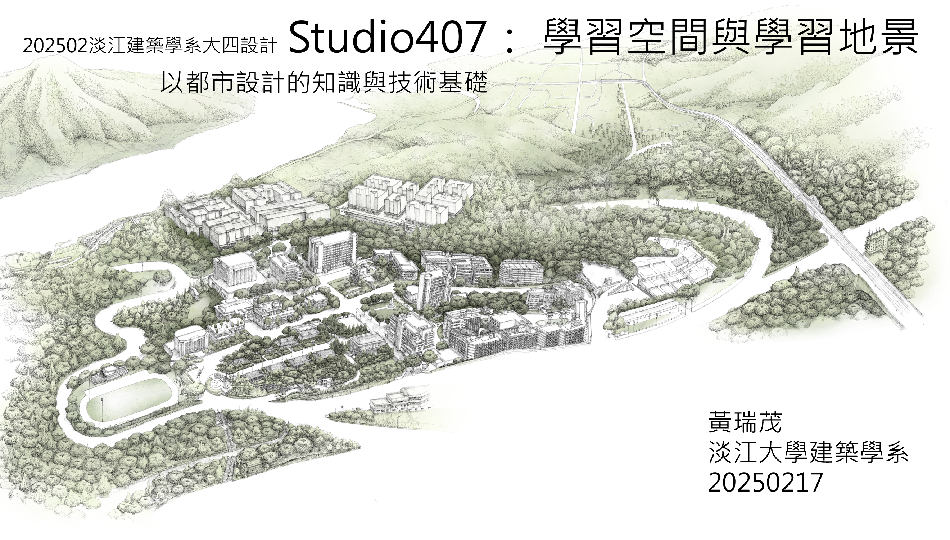 202502淡江建築學系大四設計 Studio407： 學習空間與學習地景
以都市設計的知識與技術基礎
黃瑞茂
淡江大學建築學系
20250217